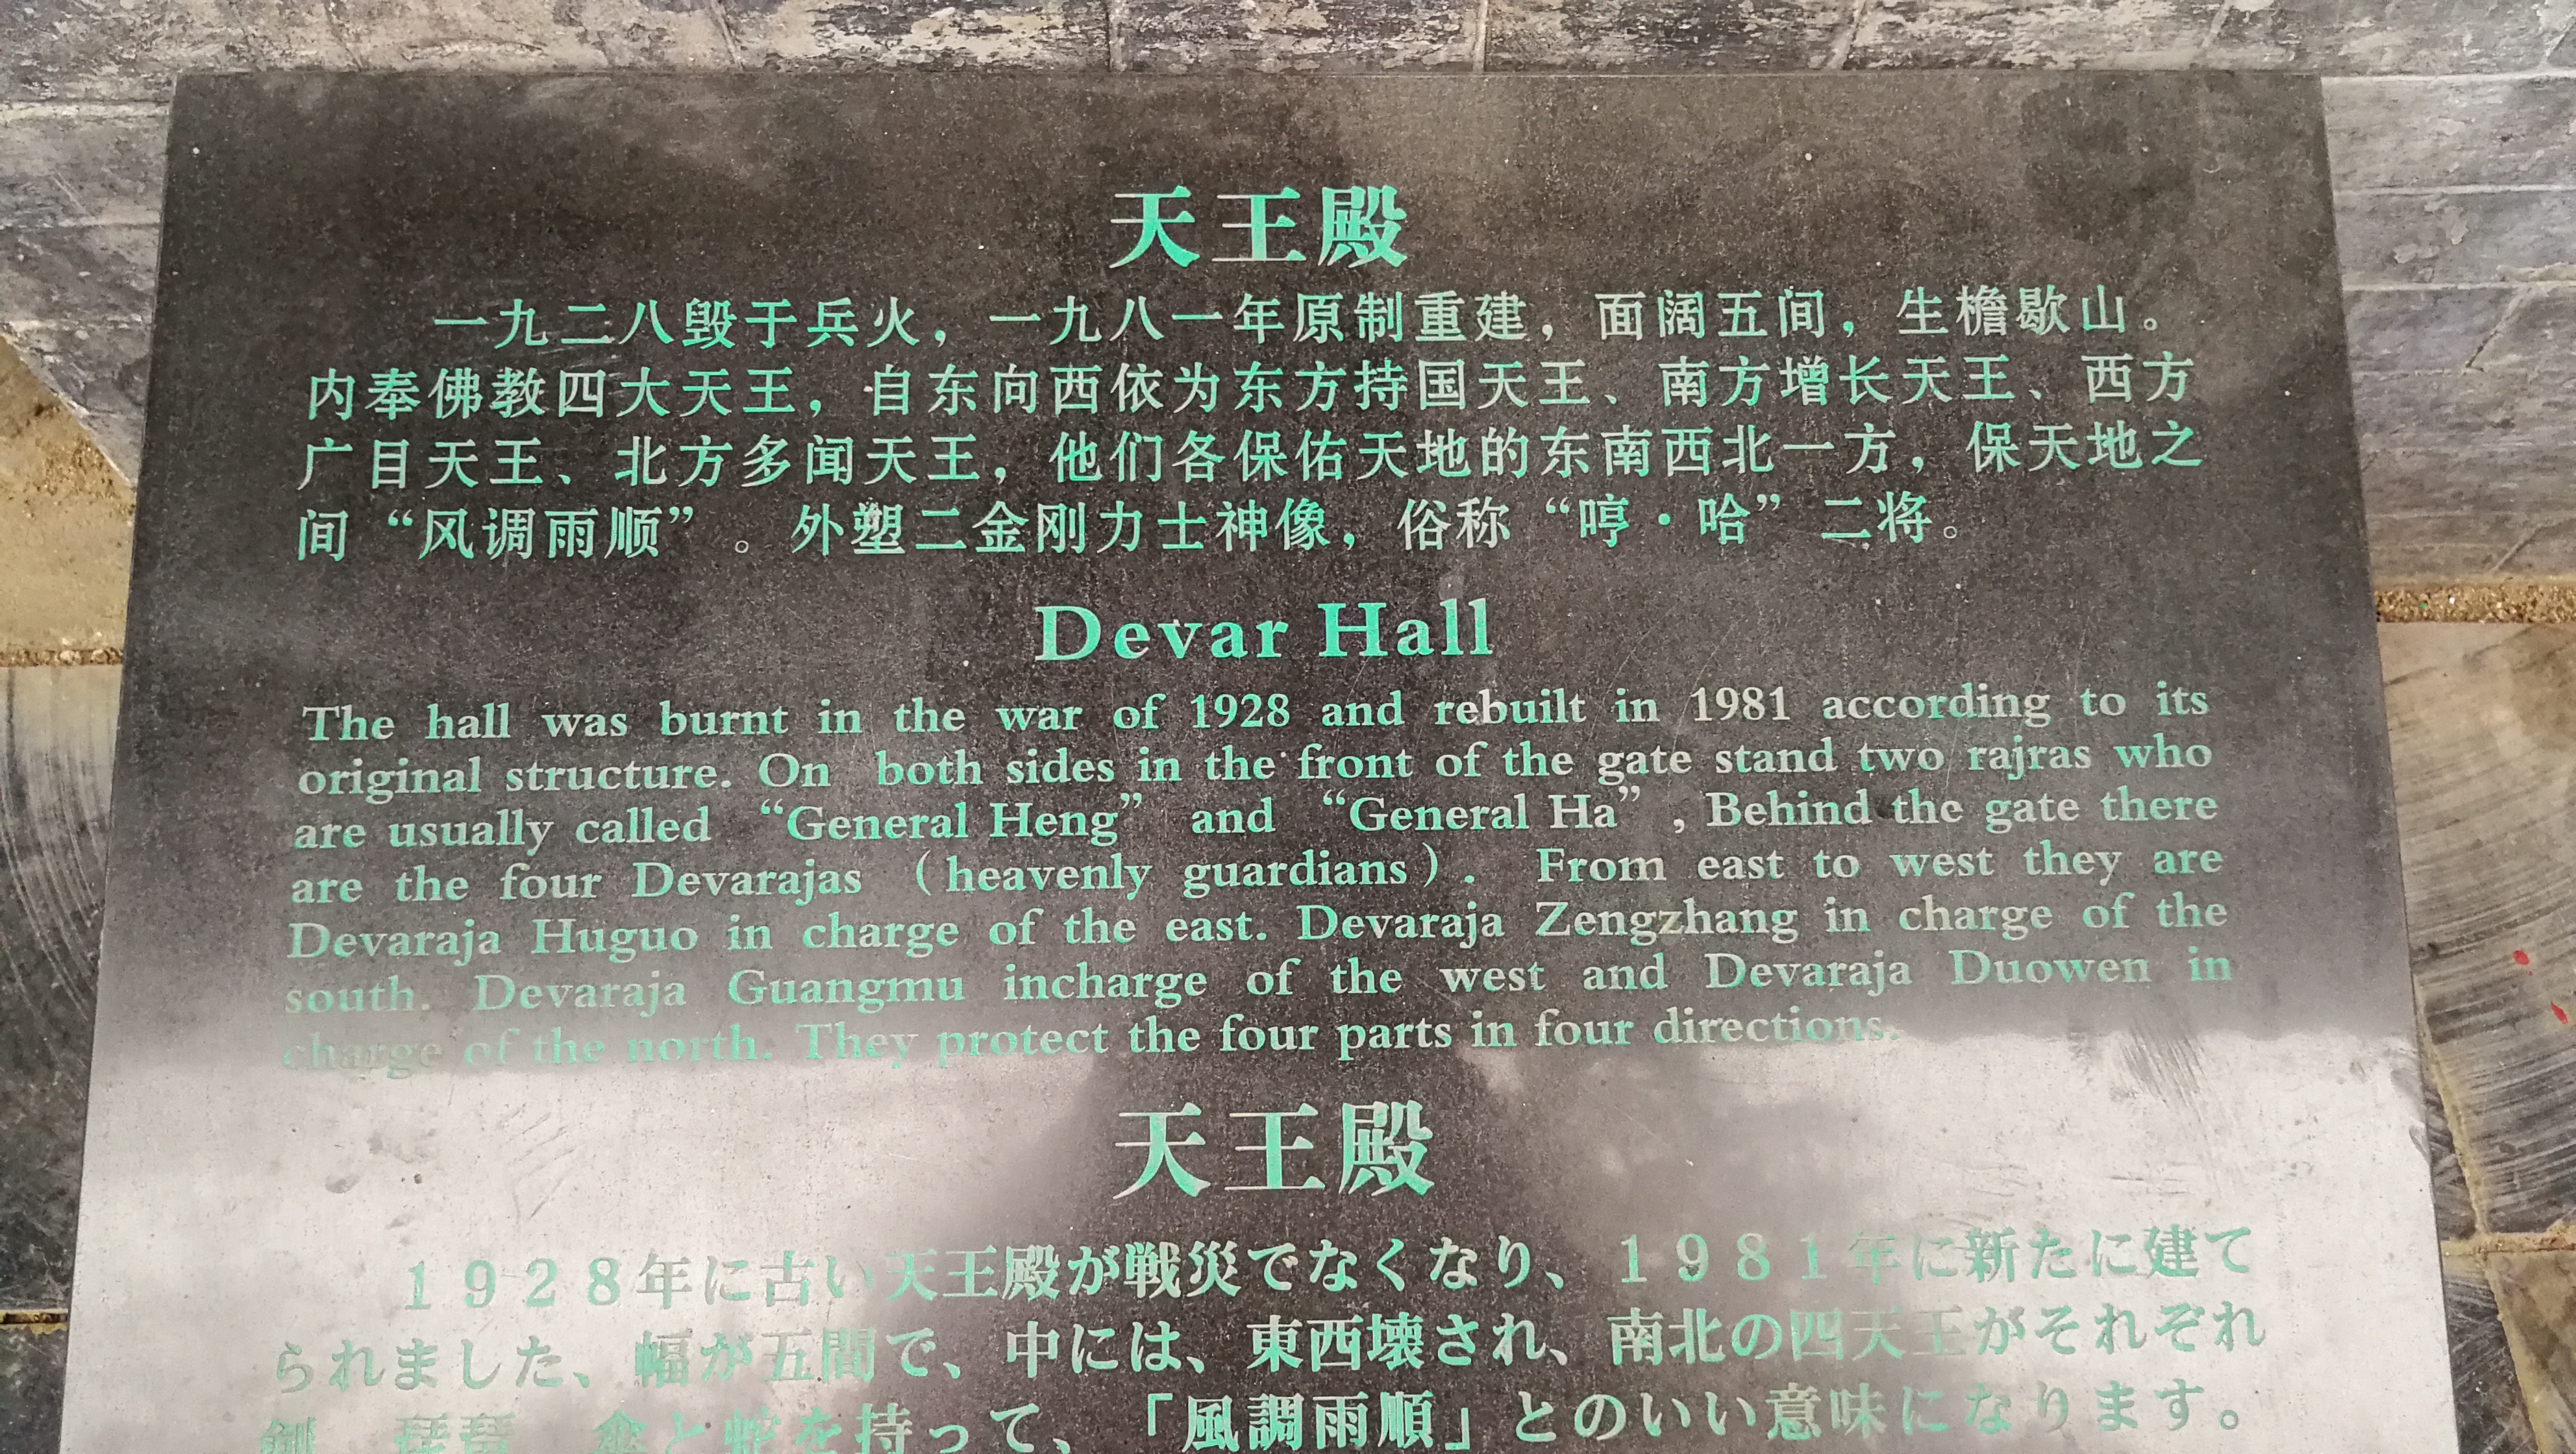 天王殿
一九二八毁于兵火，一九八一年原制重建，面阔五间，生檐歇山。
内奉佛教四大天王，自东向西依为东方持国天王、南方增长天王、西方
广目天王、北方多闻天王，他们各保佑天地的东南西北一方，保天地之
间“风调雨顺”。外塑二金刚力士神像，俗称“哼·哈”二将。
Devar Hall
The hall was burnt in the war of 1928 and rebuilt in 1981 according to its
original structure. On both sides in the front of the gate stand two rajras who
are usually called “General Heng” and “General Ha”, Behind the gate there
are the four Devarajas (heavenly guardians). From east to west they are
Devaraja Huguo in charge of the east. Devaraja Zengzhang in charge of the
south. Devaraja Guangmu incharge of the west and Devaraja Duowen in
charge of the north. They protect the four parts in four directions.
天王殿
1928年に古い天王殿が戦災でなくなり、1981年に新たに建て
られました、幅が五間で、中には、東西壊され、南北の四天王がそれぞれ
剣、琵琶、傘と蛇を持って、「風調雨順」とのいい意味になります。